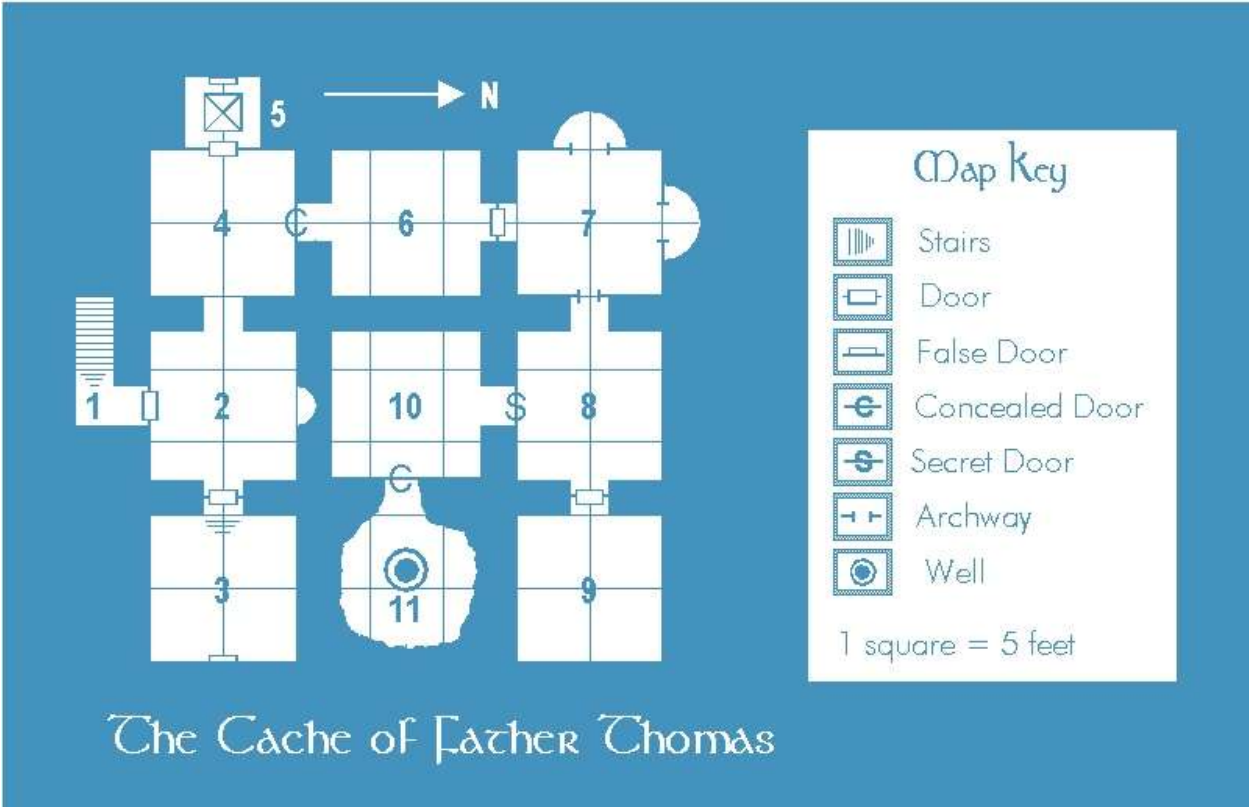 5
N
4
C
6
7
1
2
10
S
8
C
3
11
9
Map Key
Stairs
Door
False Door
C Concealed Door
S Secret Door
Archway
Well
1 square = 5 feet
The Cache of Father Thomas